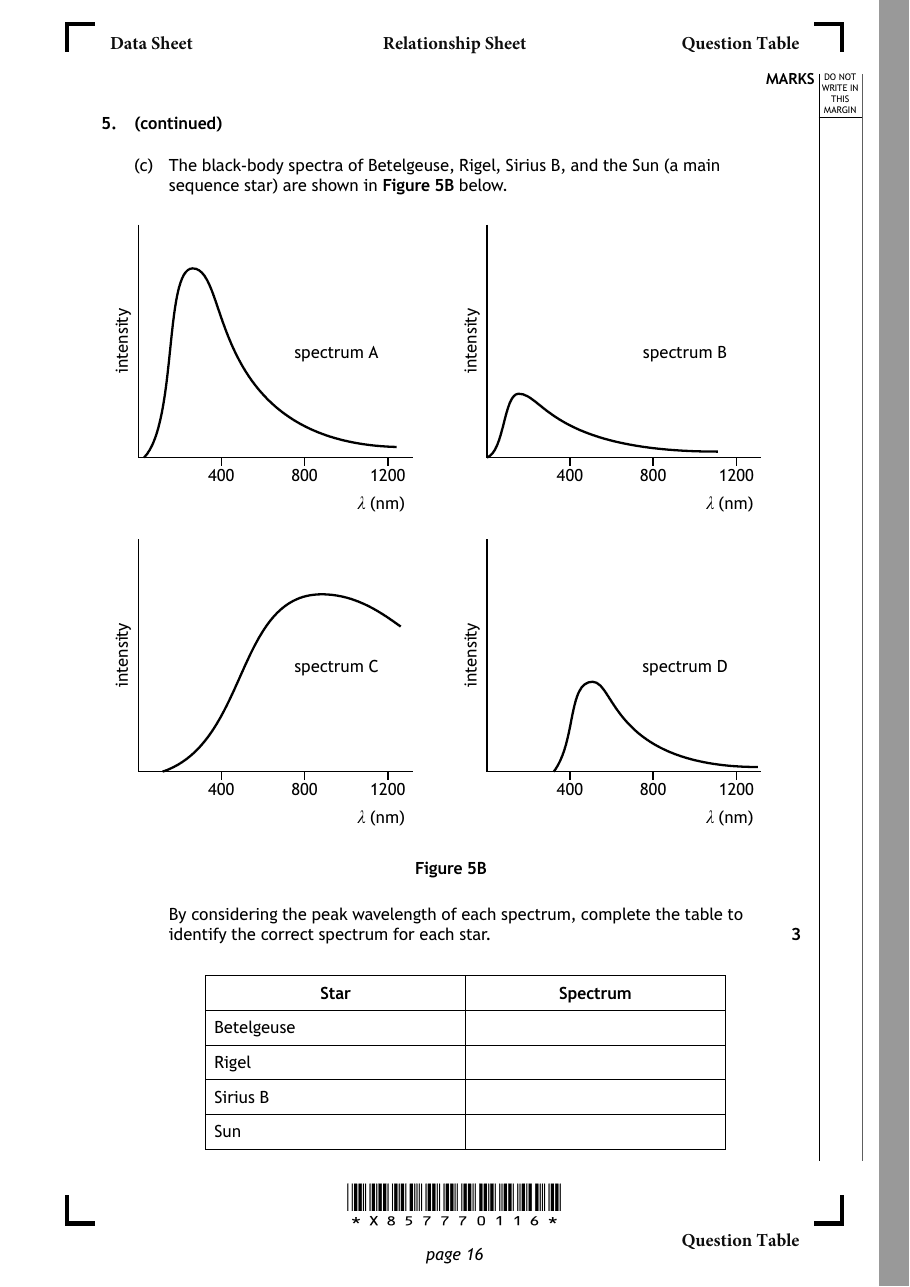 Data Sheet
Relationship Sheet
Question Table
MARKS
DO NOT
WRITE IN
THIS
MARGIN
5. (continued)
(c) The black-body spectra of Betelgeuse, Rigel, Sirius B, and the Sun (a main
sequence star) are shown in Figure 5B below.
intensity
spectrum A
400 800 1200
λ (nm)
intensity
spectrum B
400 800 1200
λ (nm)
intensity
spectrum C
400 800 1200
λ (nm)
intensity
spectrum D
400 800 1200
λ (nm)
Figure 5B
By considering the peak wavelength of each spectrum, complete the table to
identify the correct spectrum for each star. 3
Star Spectrum
Betelgeuse
Rigel
Sirius B
Sun
* X 8 5 7 7 7 0 1 1 6 *
page 16
Question Table